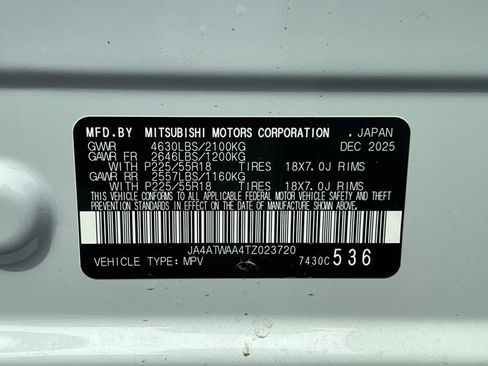 MFD.BY MITSUBISHI MOTORS CORPORATION , JAPAN
GVWR 4630LBS/2100KG DEC 2025
GAWR FR 2646LBS/1200KG
WITH P225/55R18 TIRES 18X7.0J RIMS
GAWR RR 2557LBS/1160KG
WITH P225/55R18 TIRES 18X7.0J RIMS
THIS VEHICLE CONFORMS TO ALL APPLICABLE FEDERAL MOTOR VEHICLE SAFETY AND THEFT
PREVENTION STANDARDS IN EFFECT ON THE DATE OF MANUFACTURE SHOWN ABOVE.
JA4ATWAA4TZ023720
VEHICLE TYPE: MPV 7430C 536